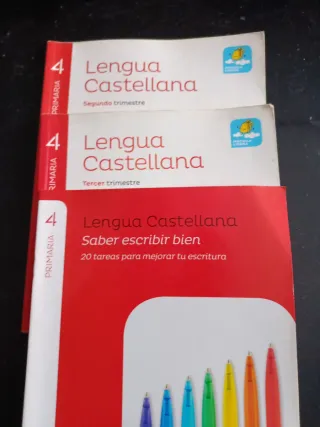 4
PRIMARIA
Lengua
Castellana
Segundo trimestre
4
PRIMARIA
Lengua
Castellana
Tercer trimestre
4
PRIMARIA
Lengua Castellana
Saber escribir bien
20 tareas para mejorar tu escritura